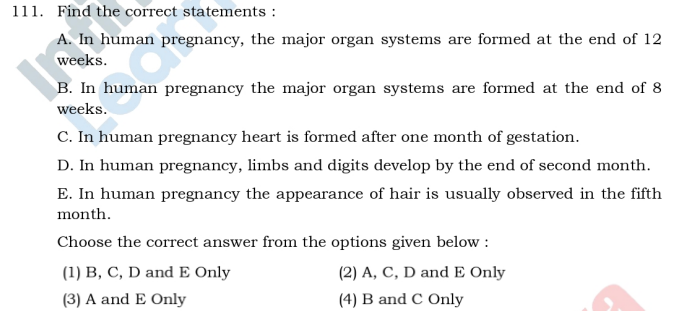 111. Find the correct statements :
A. In human pregnancy, the major organ systems are formed at the end of 12
weeks.
B. In human pregnancy the major organ systems are formed at the end of 8
weeks.
C. In human pregnancy heart is formed after one month of gestation.
D. In human pregnancy, limbs and digits develop by the end of second month.
E. In human pregnancy the appearance of hair is usually observed in the fifth
month.
Choose the correct answer from the options given below :
(1) B, C, D and E Only (2) A, C, D and E Only
(3) A and E Only (4) B and C Only